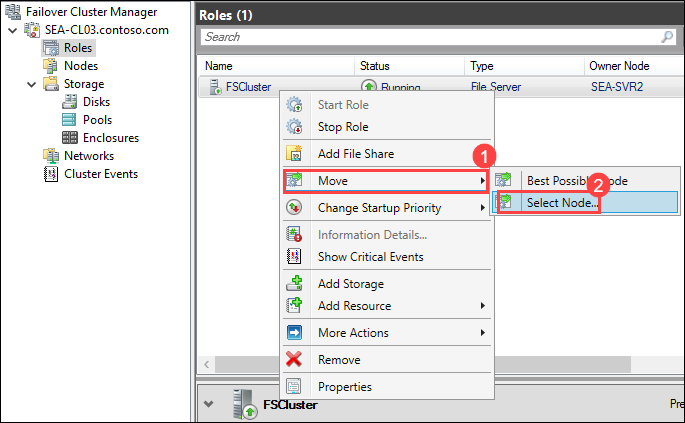 Failover Cluster Manager
SEA-CL03.contoso.com
Roles
Nodes
Storage
Disks
Pools
Enclosures
Networks
Cluster Events
Roles (1)
Search
Name Status Type Owner Node
FSCluster Running File Server SEA-SVR2
Start Role
Stop Role
Add File Share
1
Move
Best Possible Node
2
Select Node...
Change Startup Priority
Information Details...
Show Critical Events
Add Storage
Add Resource
More Actions
Remove
Properties
FSCluster
Pre